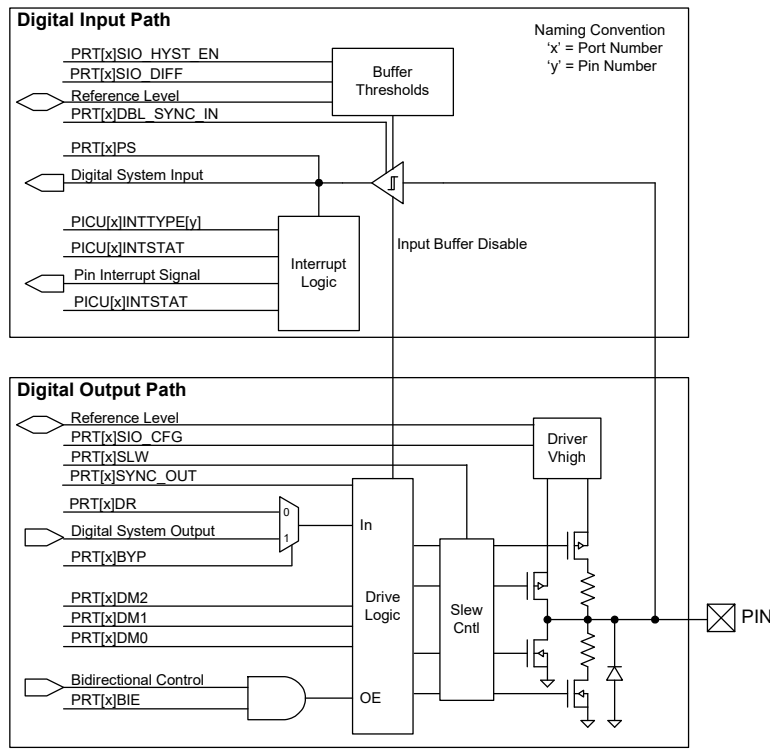 Digital Input Path
Naming Convention
‘x’ = Port Number
‘y’ = Pin Number
PRT[x]SIO_HYST_EN
PRT[x]SIO_DIFF
Reference Level
PRT[x]DBL_SYNC_IN
Buffer
Thresholds
PRT[x]PS
Digital System Input
PICU[x]INTTYPE[y]
PICU[x]INTSTAT
Pin Interrupt Signal
PICU[x]INTSTAT
Interrupt
Logic
Input Buffer Disable
Digital Output Path
Reference Level
PRT[x]SIO_CFG
PRT[x]SLW
PRT[x]SYNC_OUT
Driver
Vhigh
PRT[x]DR
Digital System Output
PRT[x]BYP
0
1
In
PRT[x]DM2
PRT[x]DM1
PRT[x]DM0
Drive
Logic
Slew
Cntl
PIN
Bidirectional Control
PRT[x]BIE
OE